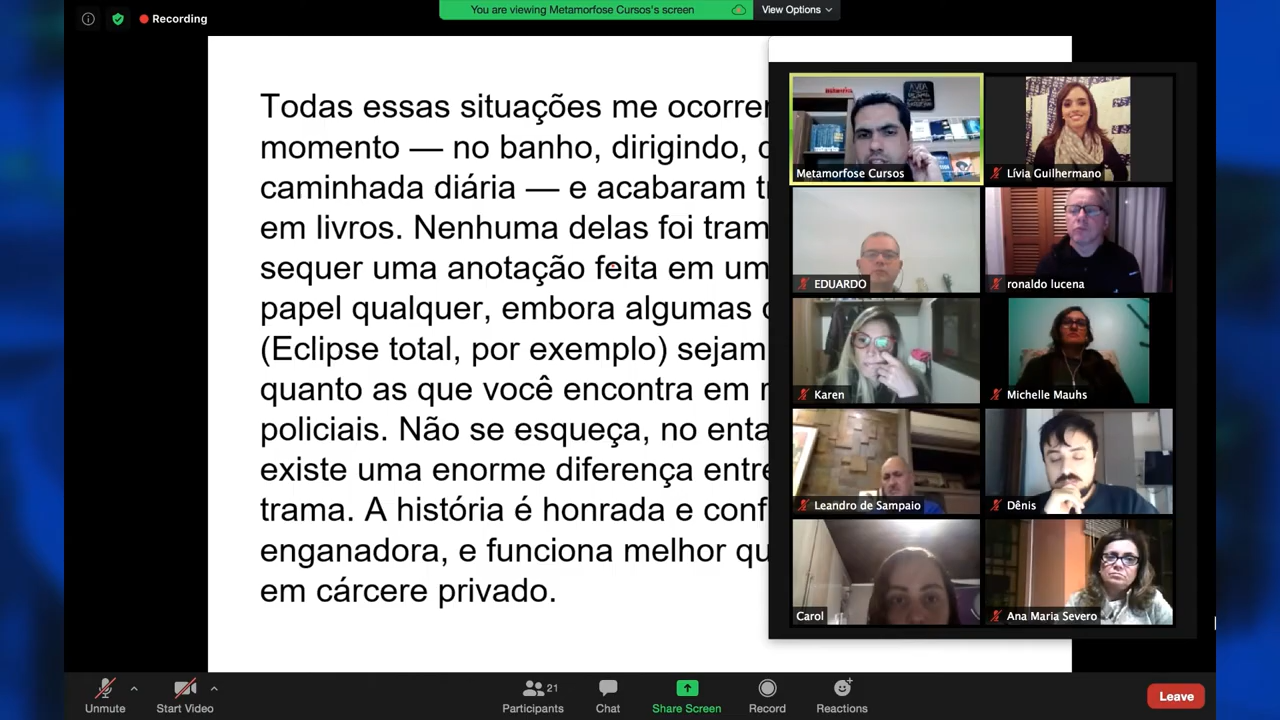 Recording
You are viewing Metamorfose Cursos's screen
View Options
Todas essas situações me ocorrer
momento — no banho, dirigindo,
caminhada diária — e acabaram
em livros. Nenhuma delas foi tram
sequer uma anotação feita em um
papel qualquer, embora algumas
(Eclipse total, por exemplo) sejam
quanto as que você encontra em
policiais. Não se esqueça, no enta
existe uma enorme diferença entre
trama. A história é honrada e conf
enganadora, e funciona melhor qu
em cárcere privado.
A VIDA
Metamorfose Cursos
Lívia Guilhermano
EDUARDO
ronaldo lucena
Karen
Michelle Mauhs
Leandro de Sampaio
Dênis
Carol
Ana Maria Severo
Unmute
Start Video
21
Participants
Chat
Share Screen
Record
Reactions
Leave